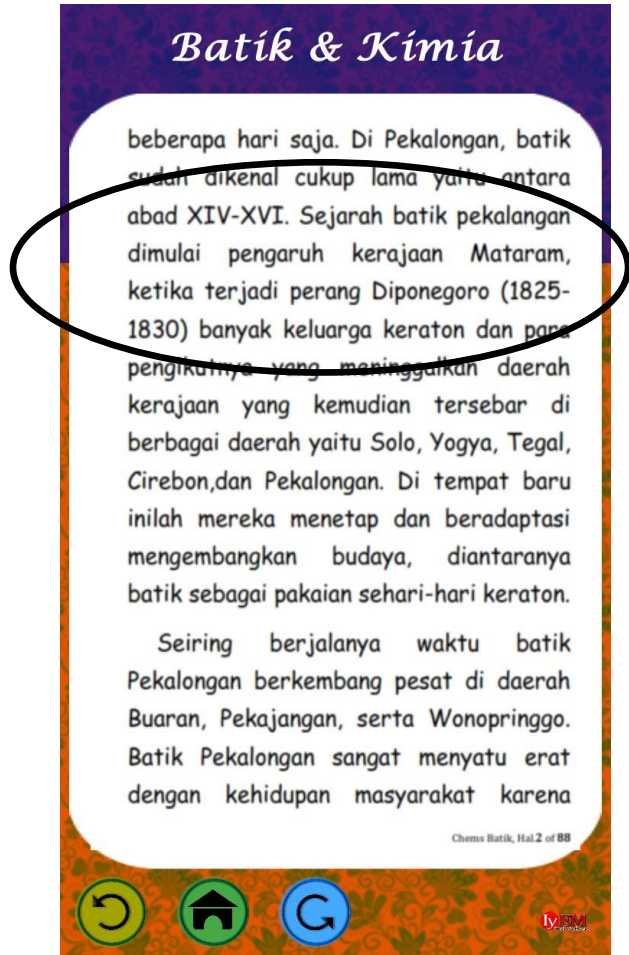 Batik & Kimia
beberapa hari saja. Di Pekalongan, batik
sudah dikenal cukup lama yaitu antara
abad XIV-XVI. Sejarah batik pekalangan
dimulai pengaruh kerajaan Mataram,
ketika terjadi perang Diponegoro (1825-
1830) banyak keluarga keraton dan para
pengikutnya yang meninggalkan daerah
kerajaan yang kemudian tersebar di
berbagai daerah yaitu Solo, Yogya, Tegal,
Cirebon,dan Pekalongan. Di tempat baru
inilah mereka menetap dan beradaptasi
mengembangkan budaya, diantaranya
batik sebagai pakaian sehari-hari keraton.
Seiring berjalanya waktu batik
Pekalongan berkembang pesat di daerah
Buaran, Pekajangan, serta Wonopringgo.
Batik Pekalongan sangat menyatu erat
dengan kehidupan masyarakat karena
Chems Batik, Hal.2 of 88